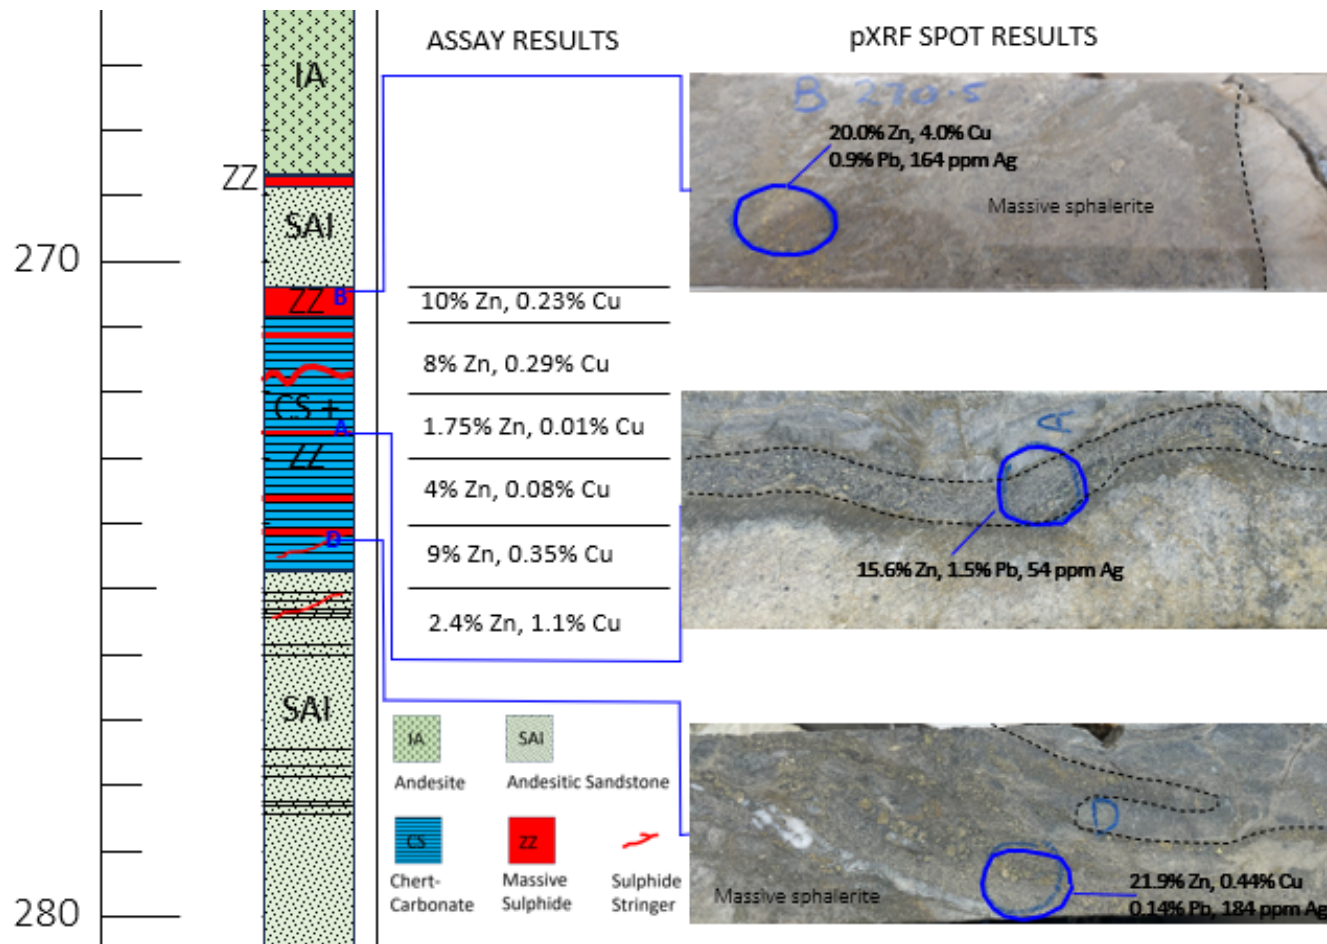 ASSAY RESULTS
pXRF SPOT RESULTS
IA
ZZ
SAI
270
ZZ
B
CS +
A
ZZ
D
SAI
280
10% Zn, 0.23% Cu
8% Zn, 0.29% Cu
1.75% Zn, 0.01% Cu
4% Zn, 0.08% Cu
9% Zn, 0.35% Cu
2.4% Zn, 1.1% Cu
B 270.5
20.0% Zn, 4.0% Cu
0.9% Pb, 164 ppm Ag
Massive sphalerite
A
15.6% Zn, 1.5% Pb, 54 ppm Ag
D
Massive sphalerite
21.9% Zn, 0.44% Cu
0.14% Pb, 184 ppm Ag
IA
Andesite
SAI
Andesitic Sandstone
CS
Chert-
Carbonate
ZZ
Massive
Sulphide
Sulphide
Stringer